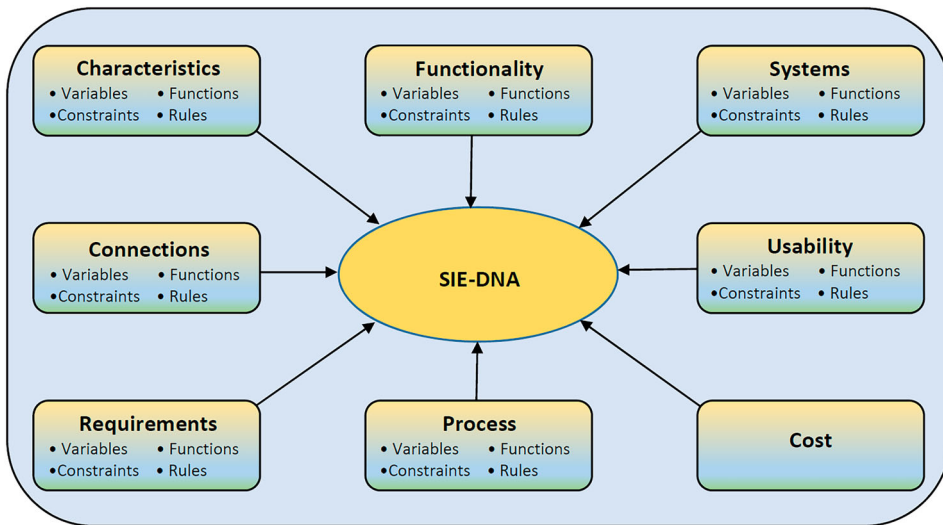 Characteristics
• Variables • Functions
•Constraints • Rules
Functionality
• Variables • Functions
•Constraints • Rules
Systems
• Variables • Functions
•Constraints • Rules
Connections
• Variables • Functions
•Constraints • Rules
SIE-DNA
Usability
• Variables • Functions
•Constraints • Rules
Requirements
• Variables • Functions
•Constraints • Rules
Process
• Variables • Functions
•Constraints • Rules
Cost